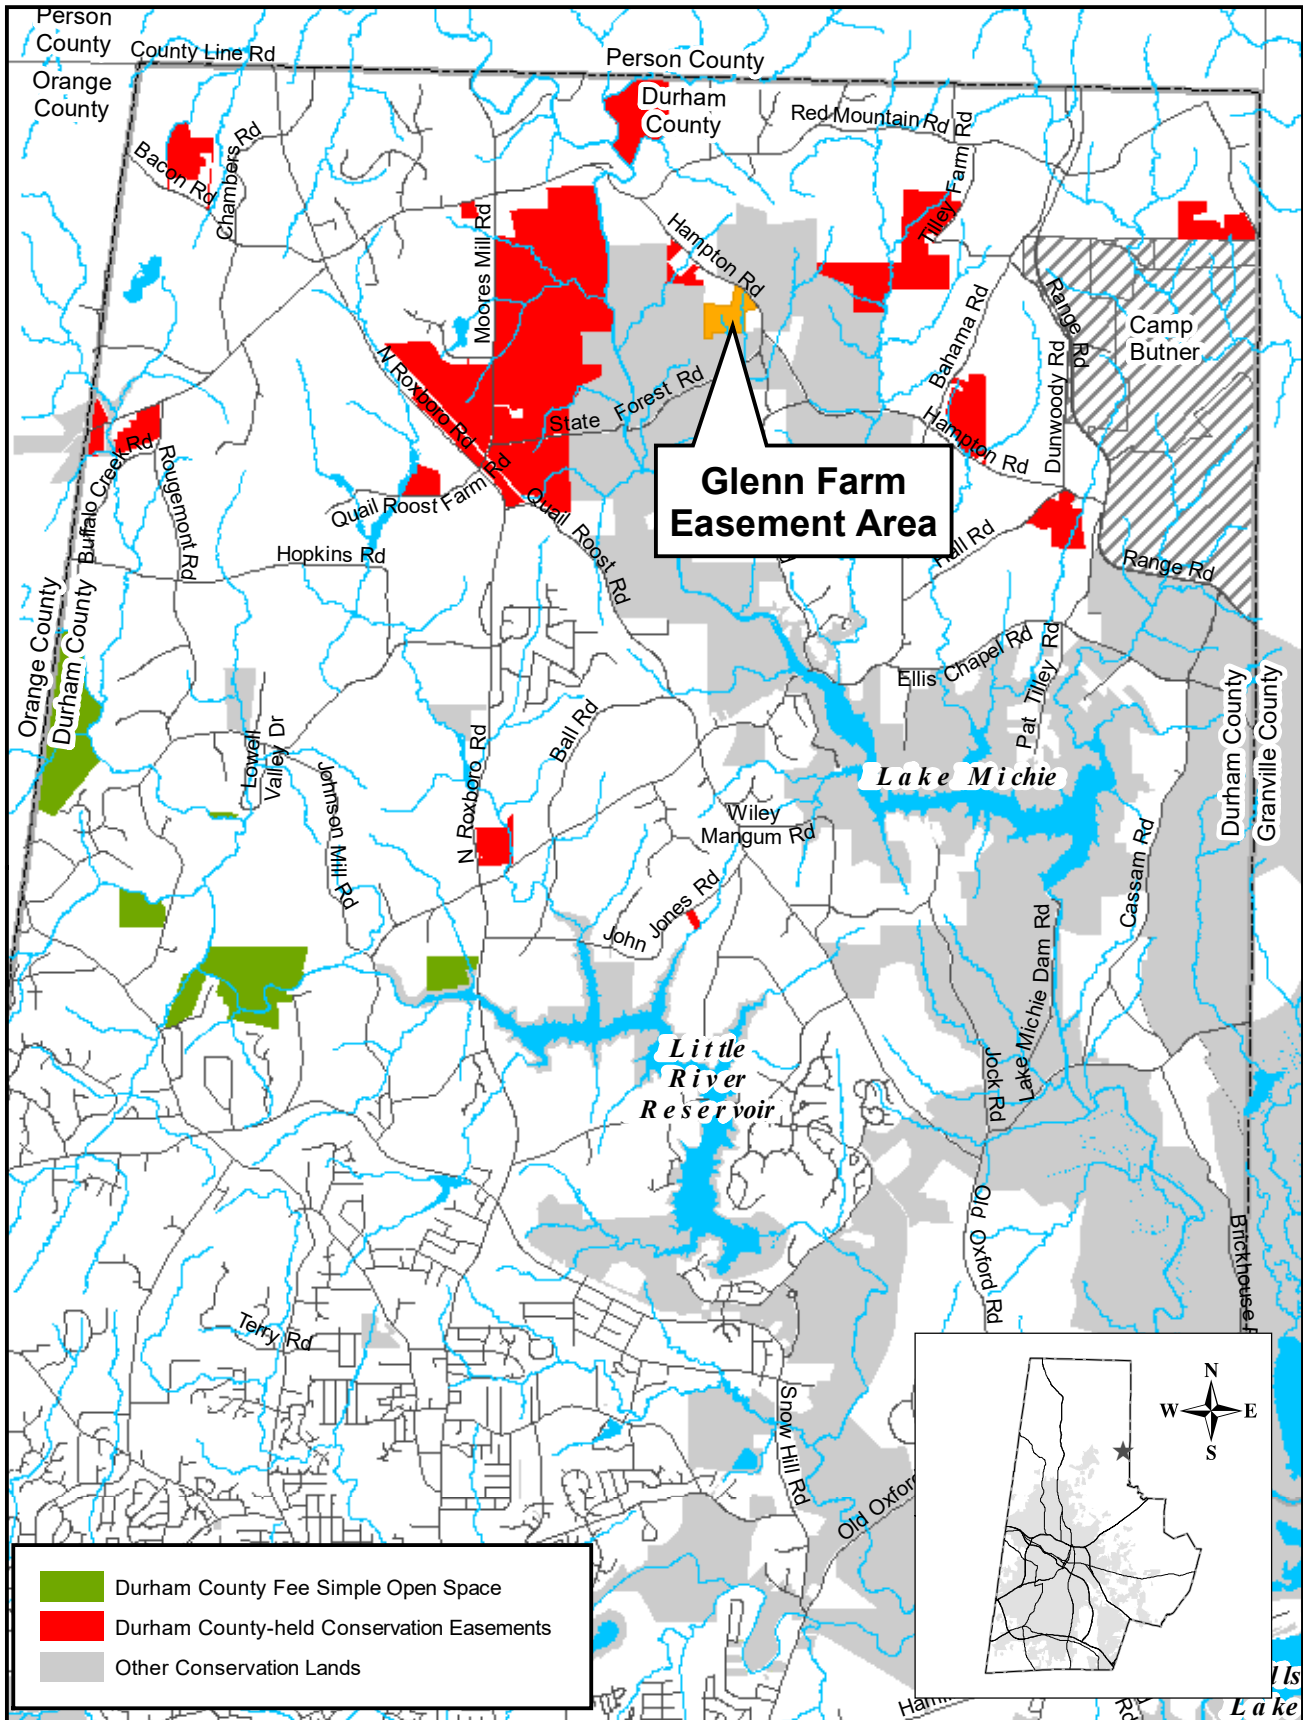 Person
County
County Line Rd
Orange
County
Person County
Durham
County
Red Mountain Rd
Bacon Rd
Chambers Rd
Tilley Farm Rd
Moores Mill Rd
Hampton Rd
Range Rd
Camp
Butner
Bahama Rd
Dunwoody Rd
N Roxboro Rd
State Forest Rd
Hampton Rd
Buffalo Creek Rd
Rougemont Rd
Quail Roost Farm Rd
Quail Roost Rd
Glenn Farm
Easement Area
Hall Rd
Hopkins Rd
Range Rd
Orange County
Durham County
Ellis Chapel Rd
Pat Tilley Rd
Durham County
Granville County
Lowell
Valley Dr
Johnson Mill Rd
N Roxboro Rd
Ball Rd
Lake Michie
Wiley
Mangum Rd
Cassam Rd
John Jones Rd
Lake Michie Dam Rd
Jock Rd
Little
River
Reservoir
Old Oxford Rd
Brickhouse
Terry Rd
Snow Hill Rd
Old Oxford
N
W
E
S
Durham County Fee Simple Open Space
Durham County-held Conservation Easements
Other Conservation Lands
Rd
lls
Lake